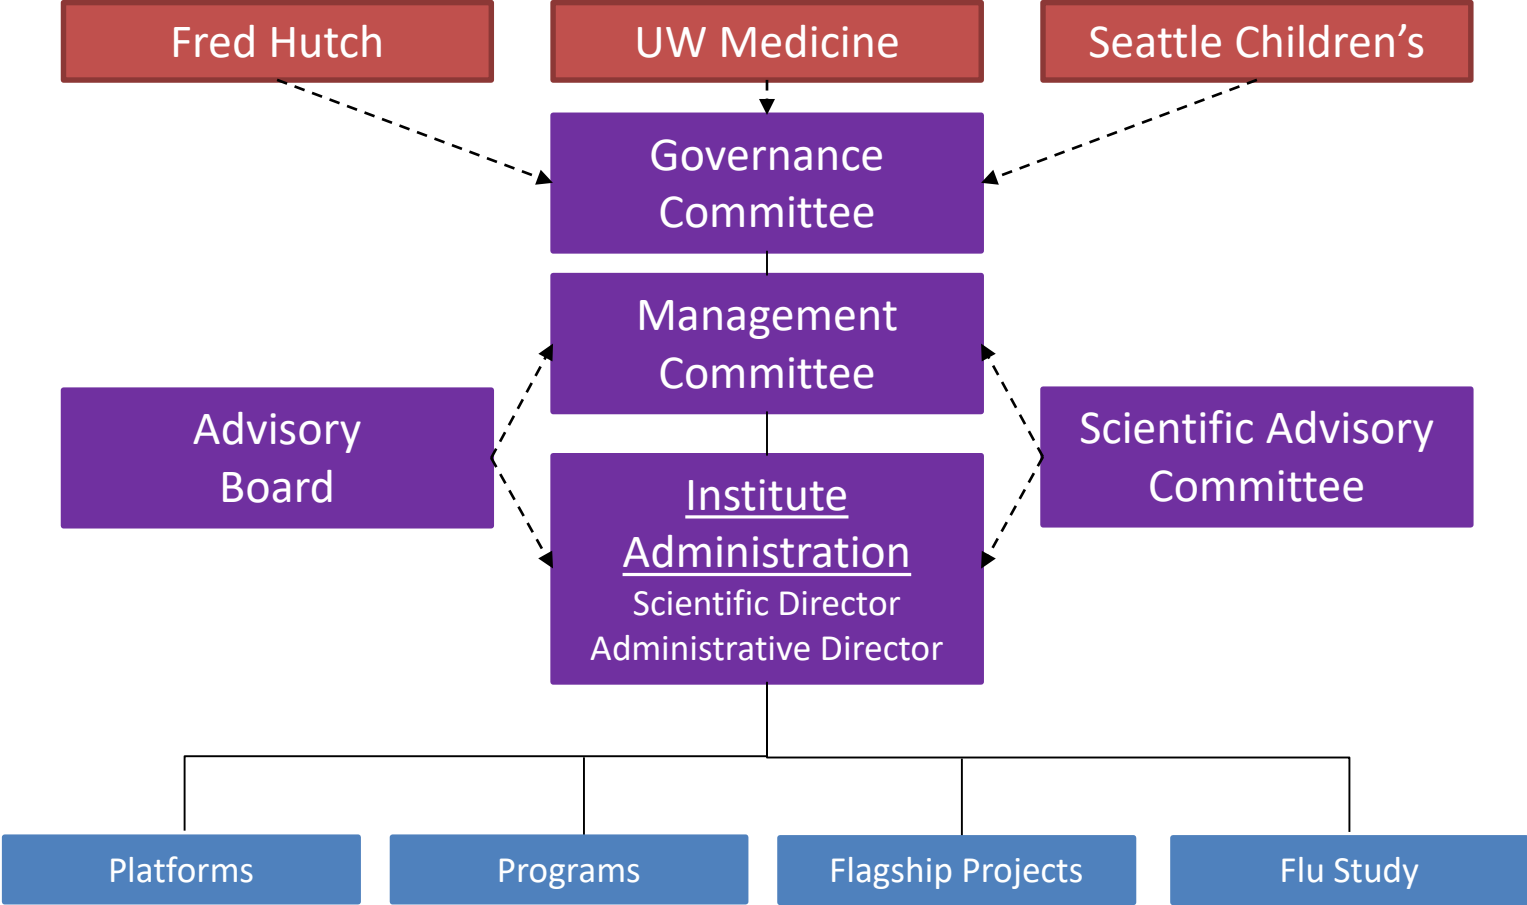 Fred Hutch
UW Medicine
Seattle Children’s
Governance
Committee
Management
Committee
Advisory
Board
Scientific Advisory
Committee
Institute
Administration
Scientific Director
Administrative Director
Platforms
Programs
Flagship Projects
Flu Study